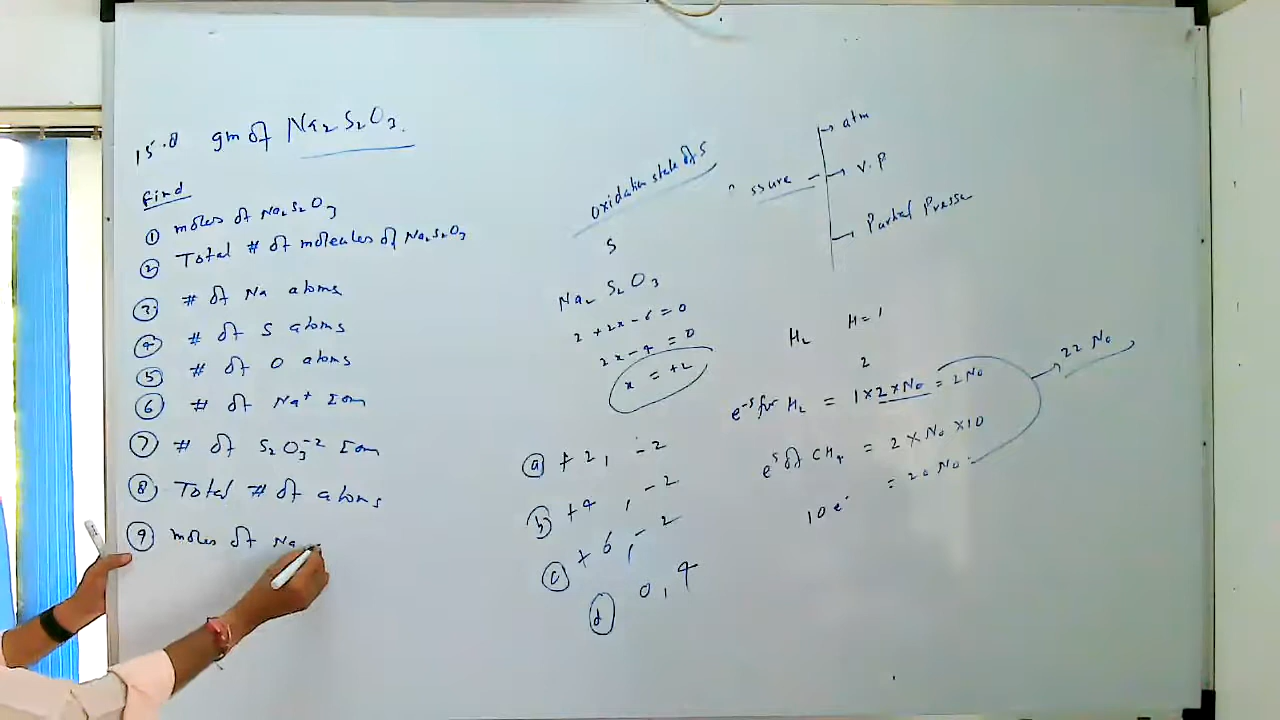 15.8 gm of Na₂S₂O₃.
Find
① moles of Na₂S₂O₃
② Total # of molecules of Na₂S₂O₃
③ # of Na atoms
④ # of S atoms
⑤ # of O atoms
⑥ # of Na⁺ Ion
⑦ # of S₂O₃⁻² Ion
⑧ Total # of atoms
⑨ moles of Na
oxidation state of S
S
Na₂ S₂O₃
2 + 2x - 6 = 0
2x - 4 = 0
x = +2
ⓐ +2, -2
ⓑ +4, -2
ⓒ +6, -2
ⓓ 0, 4
ssure
→ atm
→ V.P
→ Partial Presse
H₂ H=1
2
e⁻s for H₂ = 1×2×N₀ = 2N₀
e⁻s of CH₄ = 2 × N₀ × 10
10 e⁻ = 20 N₀
22 N₀